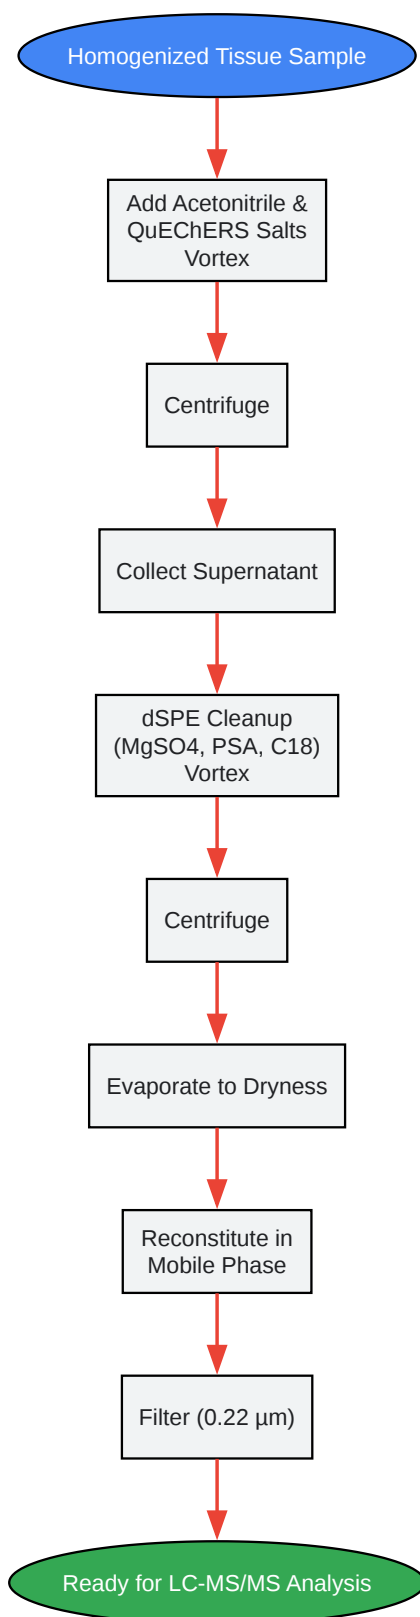 Homogenized Tissue Sample
Add Acetonitrile &
QuEChERS Salts
Vortex
Centrifuge
Collect Supernatant
dSPE Cleanup
(MgSO4, PSA, C18)
Vortex
Centrifuge
Evaporate to Dryness
Reconstitute in
Mobile Phase
Filter (0.22 µm)
Ready for LC-MS/MS Analysis